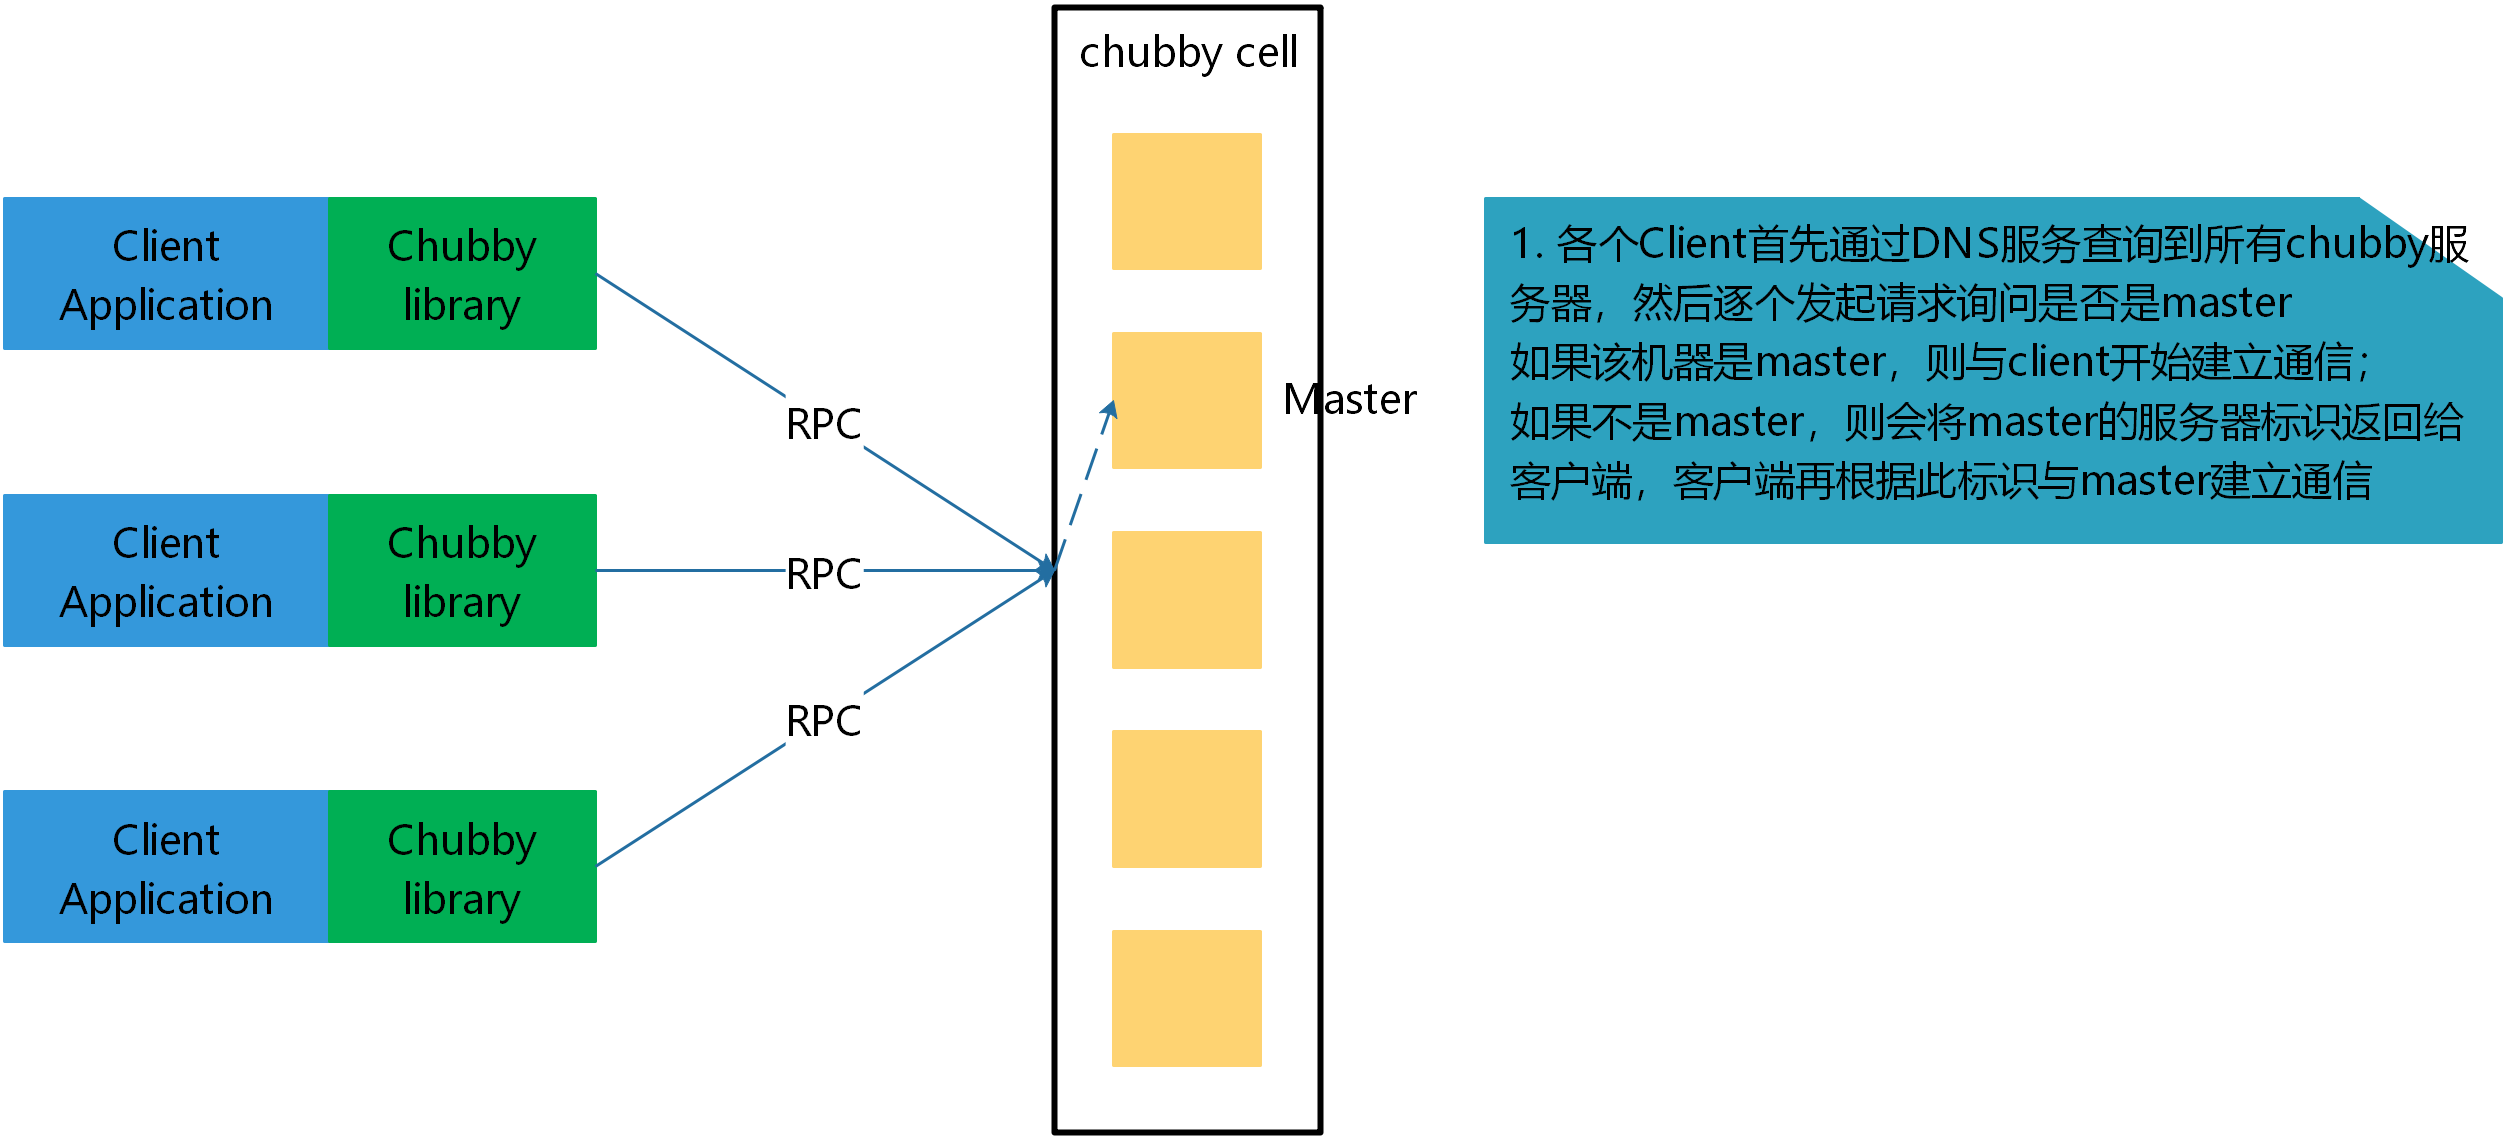 chubby cell
Client
Application
Chubby
library
RPC
Master
Client
Application
Chubby
library
RPC
Client
Application
Chubby
library
RPC
1. 各个Client首先通过DNS服务查询到所有chubby服
务器，然后逐个发起请求询问是否是master
如果该机器是master，则与client开始建立通信；
如果不是master，则会将master的服务器标识返回给
客户端，客户端再根据此标识与master建立通信